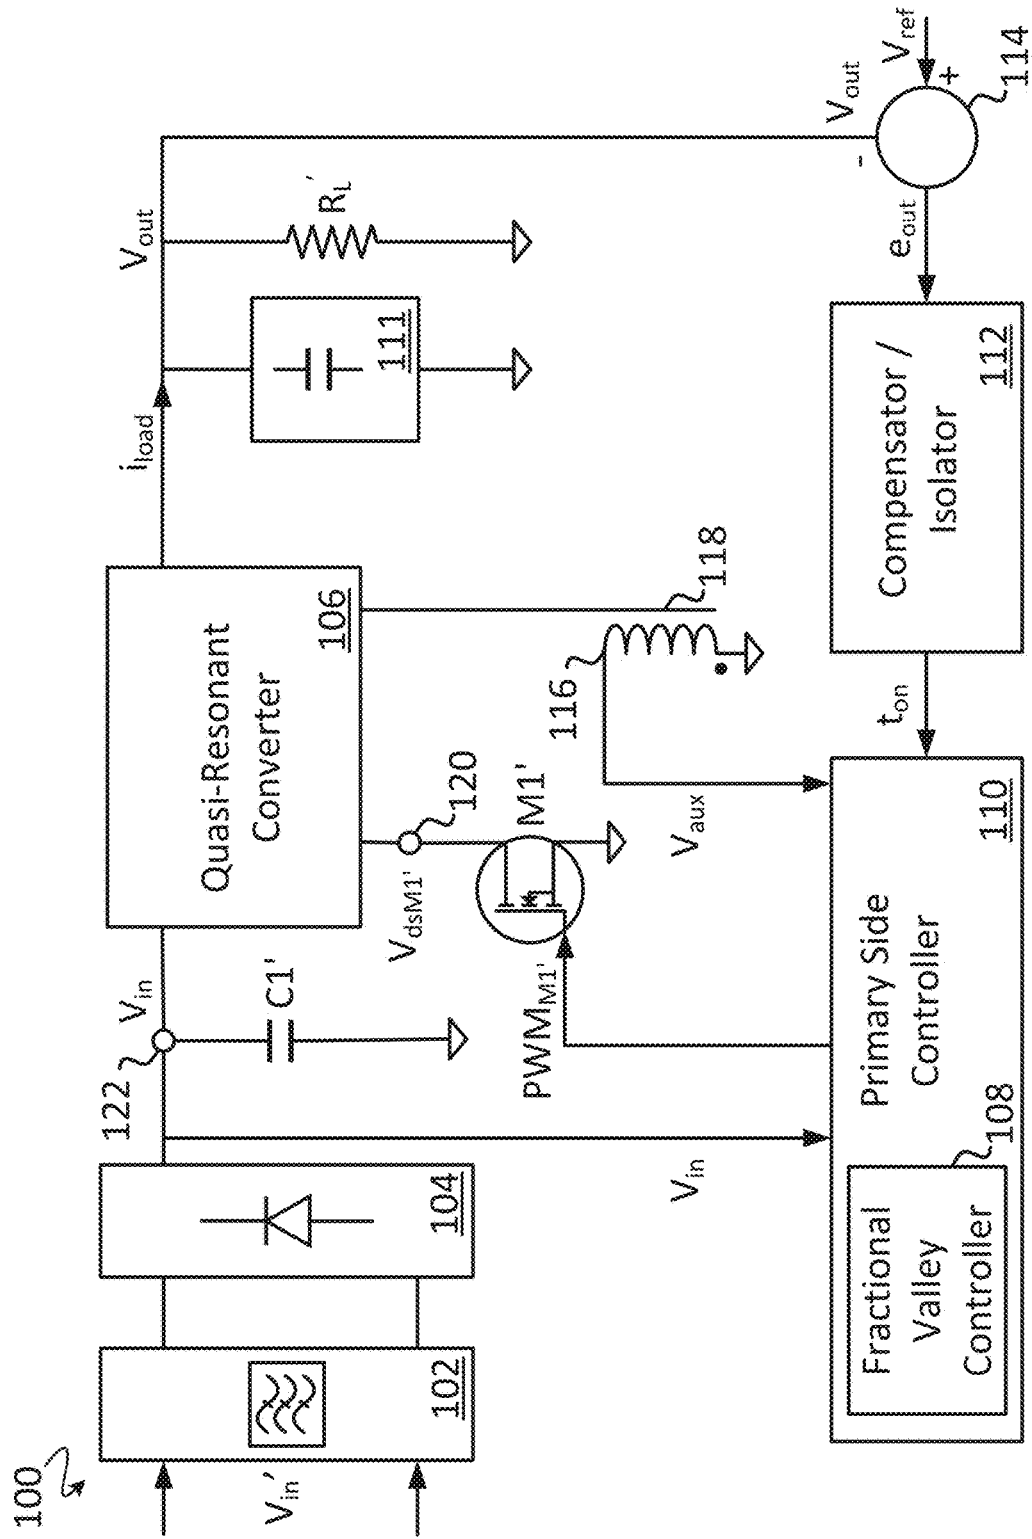 100
V_in'
102
104
122
V_in
C1'
Quasi-Resonant
Converter
106
i_load
V_out
111
R_L'
V_dsM1'
120
M1'
PWM_M1'
116
118
V_in
V_aux
Fractional
Valley
Controller
108
Primary Side
Controller
110
t_on
Compensator /
Isolator
112
e_out
V_out
-
+
V_ref
114